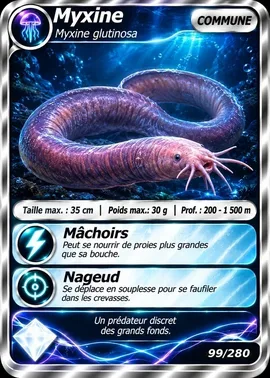 Myxine
COMMUNE
Myxine glutinosa
Taille max. : 35 cm | Poids max.: 30 g | Prof. : 200 - 1 500 m
Mâchoirs
Peut se nourrir de proies plus grandes
que sa bouche.
Nageud
Se déplace en souplesse pour se faufiler
dans les crevasses.
Un prédateur discret
des grands fonds.
99/280